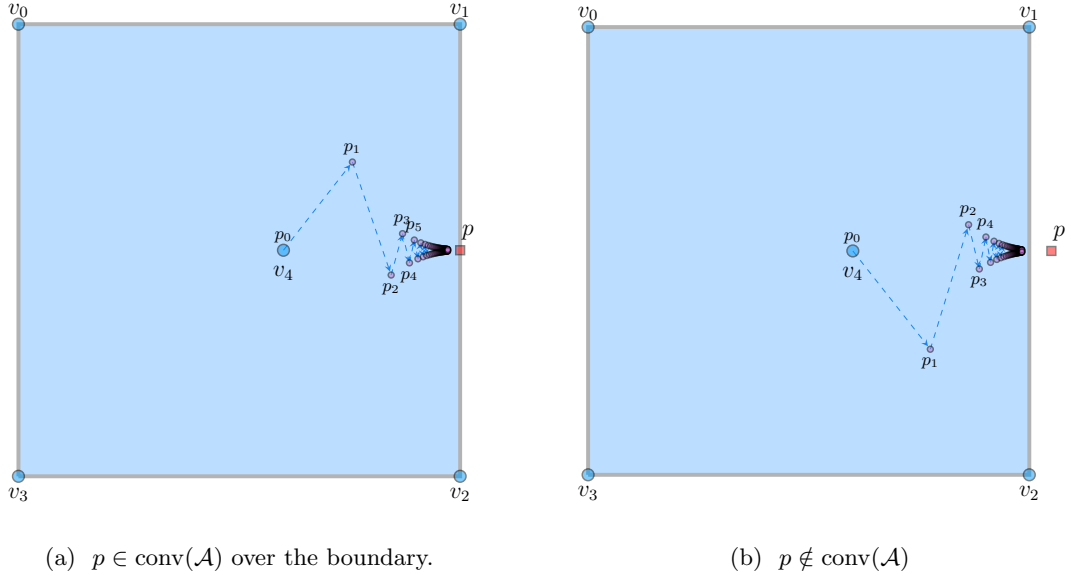 v₀ v₁
p₁
p₃ p₅
p₀ p
v₄ p₄
p₂
v₃ v₂
(a) p ∈ conv(𝒜) over the boundary.
v₀ v₁
p₂
p₀ p₄ p
v₄ p₃
p₁
v₃ v₂
(b) p ∉ conv(𝒜)